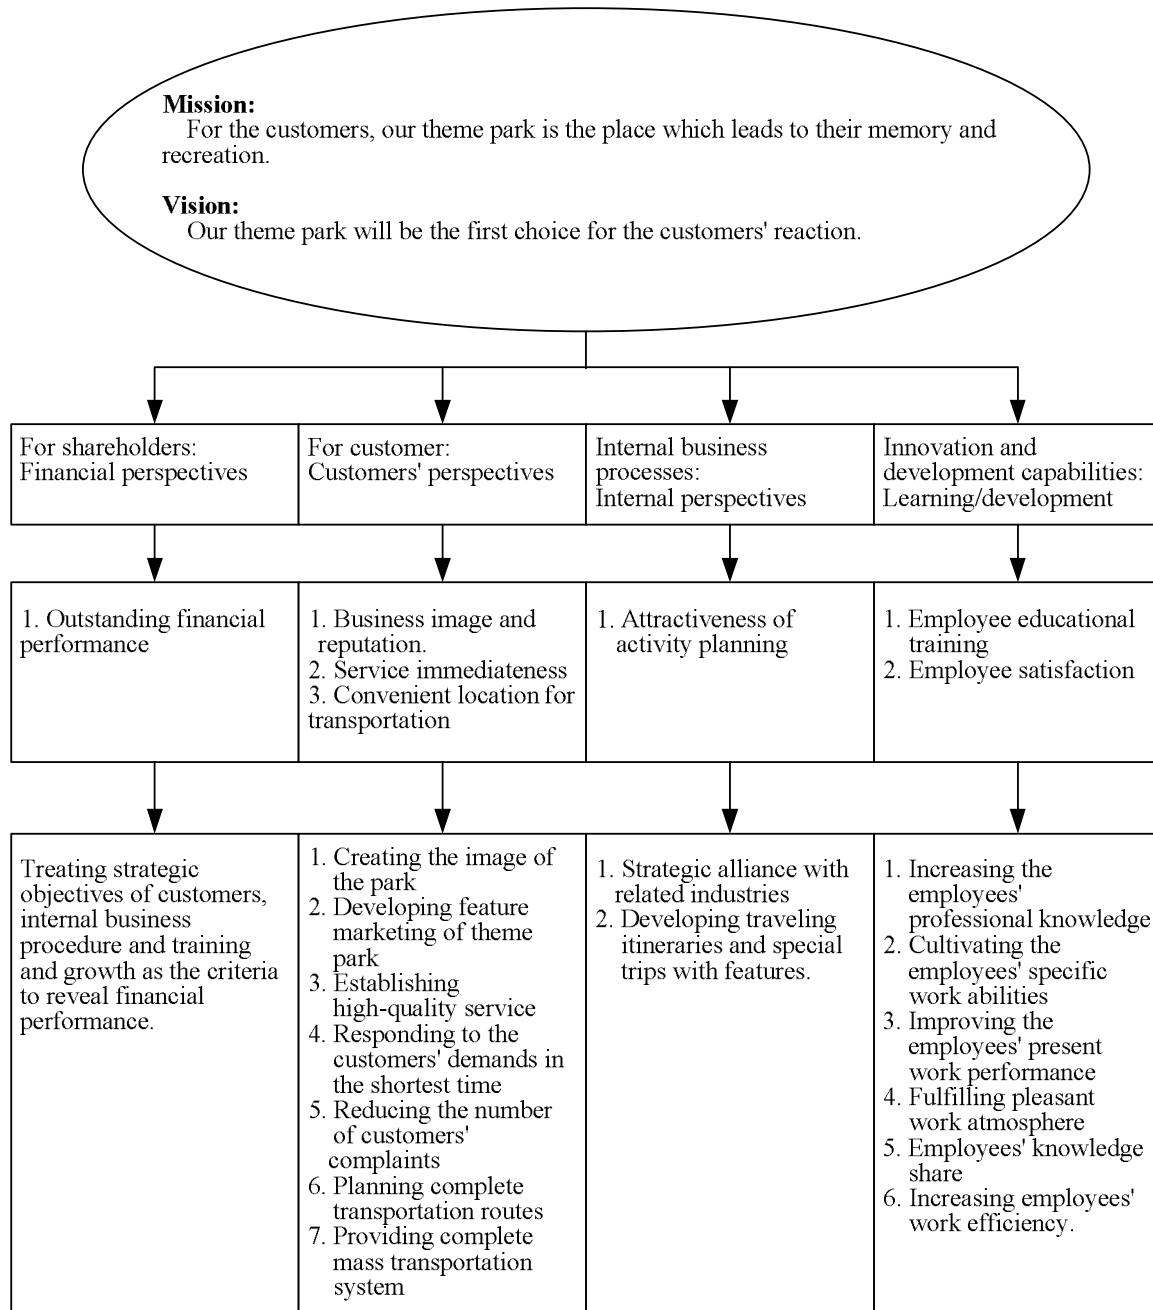 Mission:
For the customers, our theme park is the place which leads to their memory and
recreation.
Vision:
Our theme park will be the first choice for the customers' reaction.
For shareholders:
Financial perspectives
For customer:
Customers' perspectives
Internal business
processes:
Internal perspectives
Innovation and
development capabilities:
Learning/development
1. Outstanding financial
performance
1. Business image and
reputation.
2. Service immediateness
3. Convenient location for
transportation
1. Attractiveness of
activity planning
1. Employee educational
training
2. Employee satisfaction
Treating strategic
objectives of customers,
internal business
procedure and training
and growth as the criteria
to reveal financial
performance.
1. Creating the image of
the park
2. Developing feature
marketing of theme
park
3. Establishing
high-quality service
4. Responding to the
customers' demands in
the shortest time
5. Reducing the number
of customers'
complaints
6. Planning complete
transportation routes
7. Providing complete
mass transportation
system
1. Strategic alliance with
related industries
2. Developing traveling
itineraries and special
trips with features.
1. Increasing the
employees'
professional knowledge
2. Cultivating the
employees' specific
work abilities
3. Improving the
employees' present
work performance
4. Fulfilling pleasant
work atmosphere
5. Employees' knowledge
share
6. Increasing employees'
work efficiency.